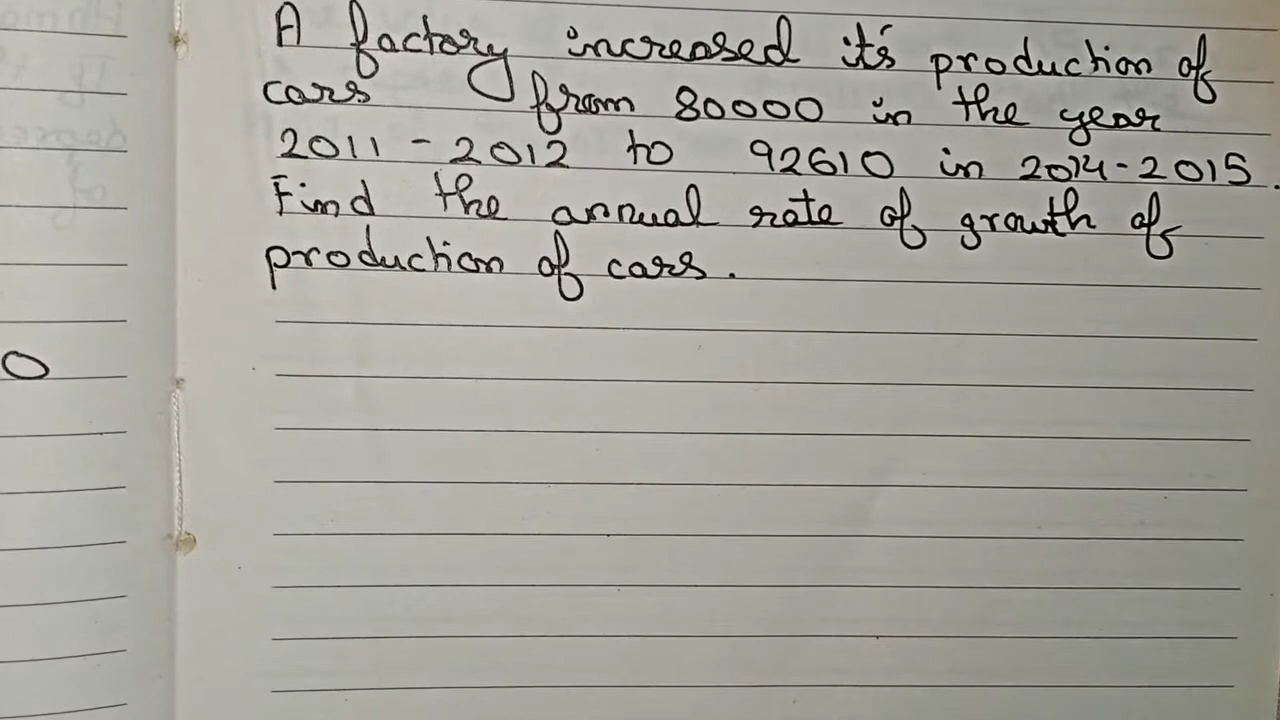 A factory increased it's production of
cars from 80000 in the year
2011 - 2012 to 92610 in 2014-2015.
Find the annual rate of growth of
production of cars.